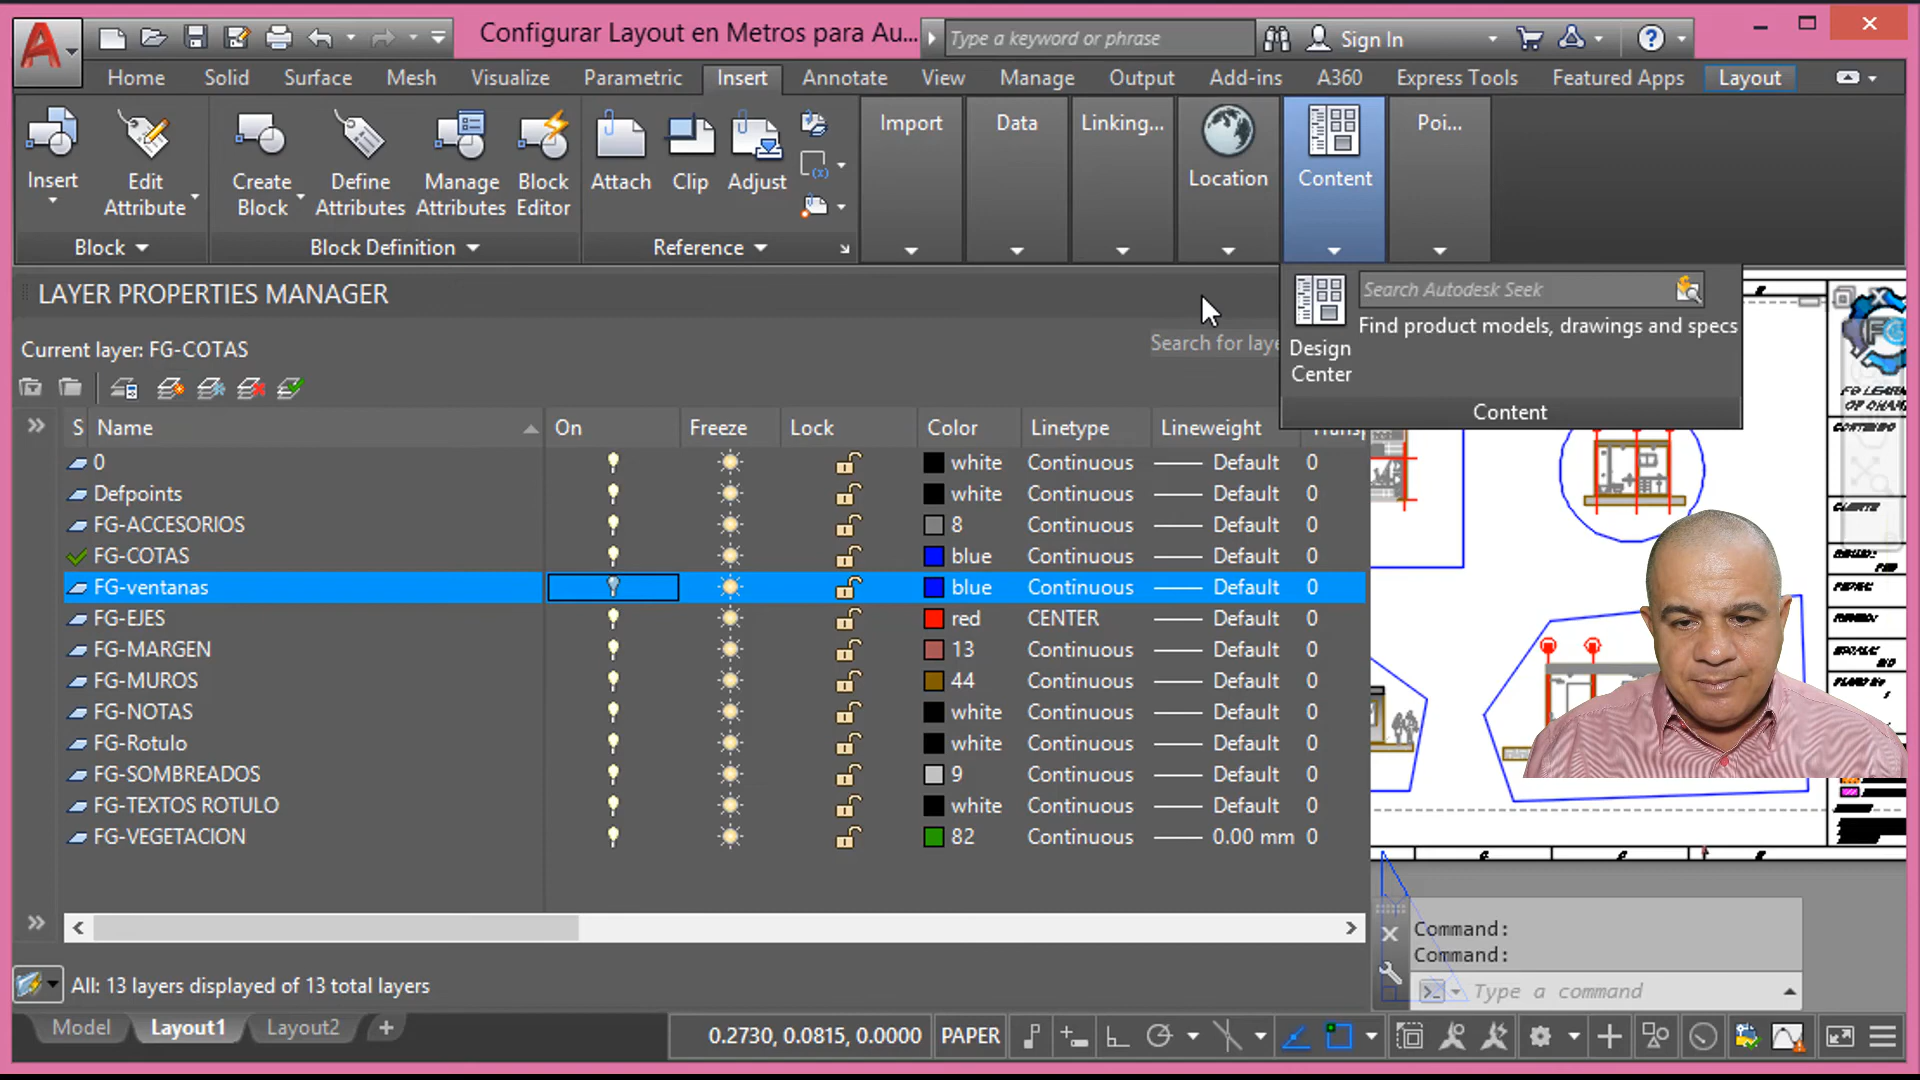 Configurar Layout en Metros para Au...
Type a keyword or phrase
Sign In
Home Solid Surface Mesh Visualize Parametric Insert Annotate View Manage Output Add-ins A360 Express Tools Featured Apps Layout
Insert
Edit Attribute
Create Block
Define Attributes
Manage Attributes
Block Editor
Attach
Clip
Adjust
Import
Data
Linking...
Location
Content
Poi...
Block
Block Definition
Reference
Search Autodesk Seek
Find product models, drawings and specs
Design Center
Content
LAYER PROPERTIES MANAGER
Current layer: FG-COTAS
Search for laye
S Name On Freeze Lock Color Linetype Lineweight Transp
0 white Continuous Default 0
Defpoints white Continuous Default 0
FG-ACCESORIOS 8 Continuous Default 0
FG-COTAS blue Continuous Default 0
FG-ventanas blue Continuous Default 0
FG-EJES red CENTER Default 0
FG-MARGEN 13 Continuous Default 0
FG-MUROS 44 Continuous Default 0
FG-NOTAS white Continuous Default 0
FG-Rotulo white Continuous Default 0
FG-SOMBREADOS 9 Continuous Default 0
FG-TEXTOS ROTULO white Continuous Default 0
FG-VEGETACION 82 Continuous 0.00 mm 0
All: 13 layers displayed of 13 total layers
Command:
Command:
Type a command
Model Layout1 Layout2 +
0.2730, 0.0815, 0.0000 PAPER